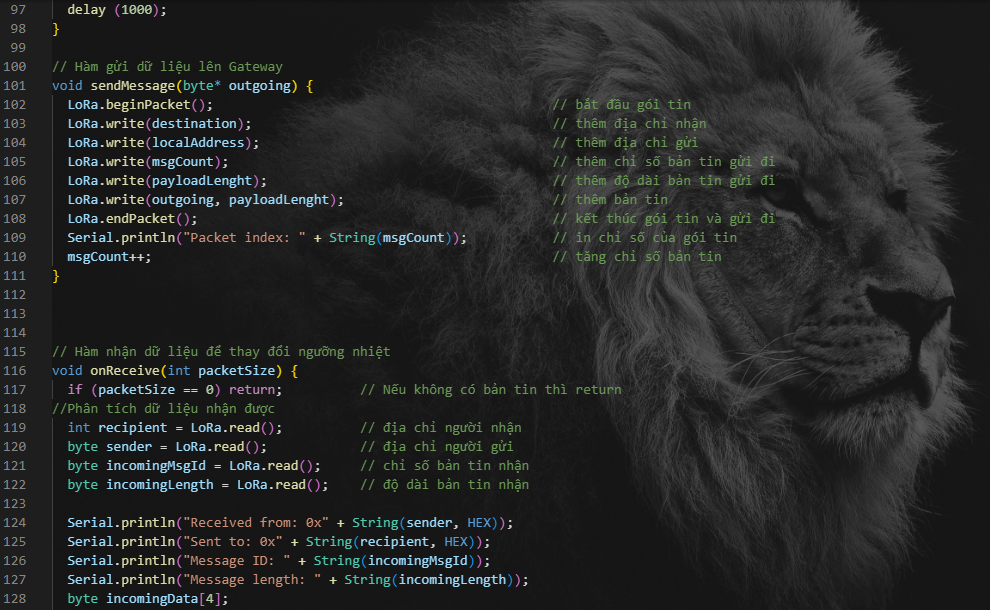 97 delay (1000);
98 }
99
100 // Hàm gửi dữ liệu lên Gateway
101 void sendMessage(byte* outgoing) {
102 LoRa.beginPacket(); // bắt đầu gói tin
103 LoRa.write(destination); // thêm địa chỉ nhận
104 LoRa.write(localAddress); // thêm địa chỉ gửi
105 LoRa.write(msgCount); // thêm chỉ số bản tin gửi đi
106 LoRa.write(payloadLenght); // thêm độ dài bản tin gửi đi
107 LoRa.write(outgoing, payloadLenght); // thêm bản tin
108 LoRa.endPacket(); // kết thúc gói tin và gửi đi
109 Serial.println("Packet index: " + String(msgCount)); // in chỉ số của gói tin
110 msgCount++; // tăng chỉ số bản tin
111 }
112
113
114
115 // Hàm nhận dữ liệu để thay đổi ngưỡng nhiệt
116 void onReceive(int packetSize) {
117 if (packetSize == 0) return; // Nếu không có bản tin thì return
118 //Phân tích dữ liệu nhận được
119 int recipient = LoRa.read(); // địa chỉ người nhận
120 byte sender = LoRa.read(); // địa chỉ người gửi
121 byte incomingMsgId = LoRa.read(); // chỉ số bản tin nhận
122 byte incomingLength = LoRa.read(); // độ dài bản tin nhận
123
124 Serial.println("Received from: 0x" + String(sender, HEX));
125 Serial.println("Sent to: 0x" + String(recipient, HEX));
126 Serial.println("Message ID: " + String(incomingMsgId));
127 Serial.println("Message length: " + String(incomingLength));
128 byte incomingData[4];